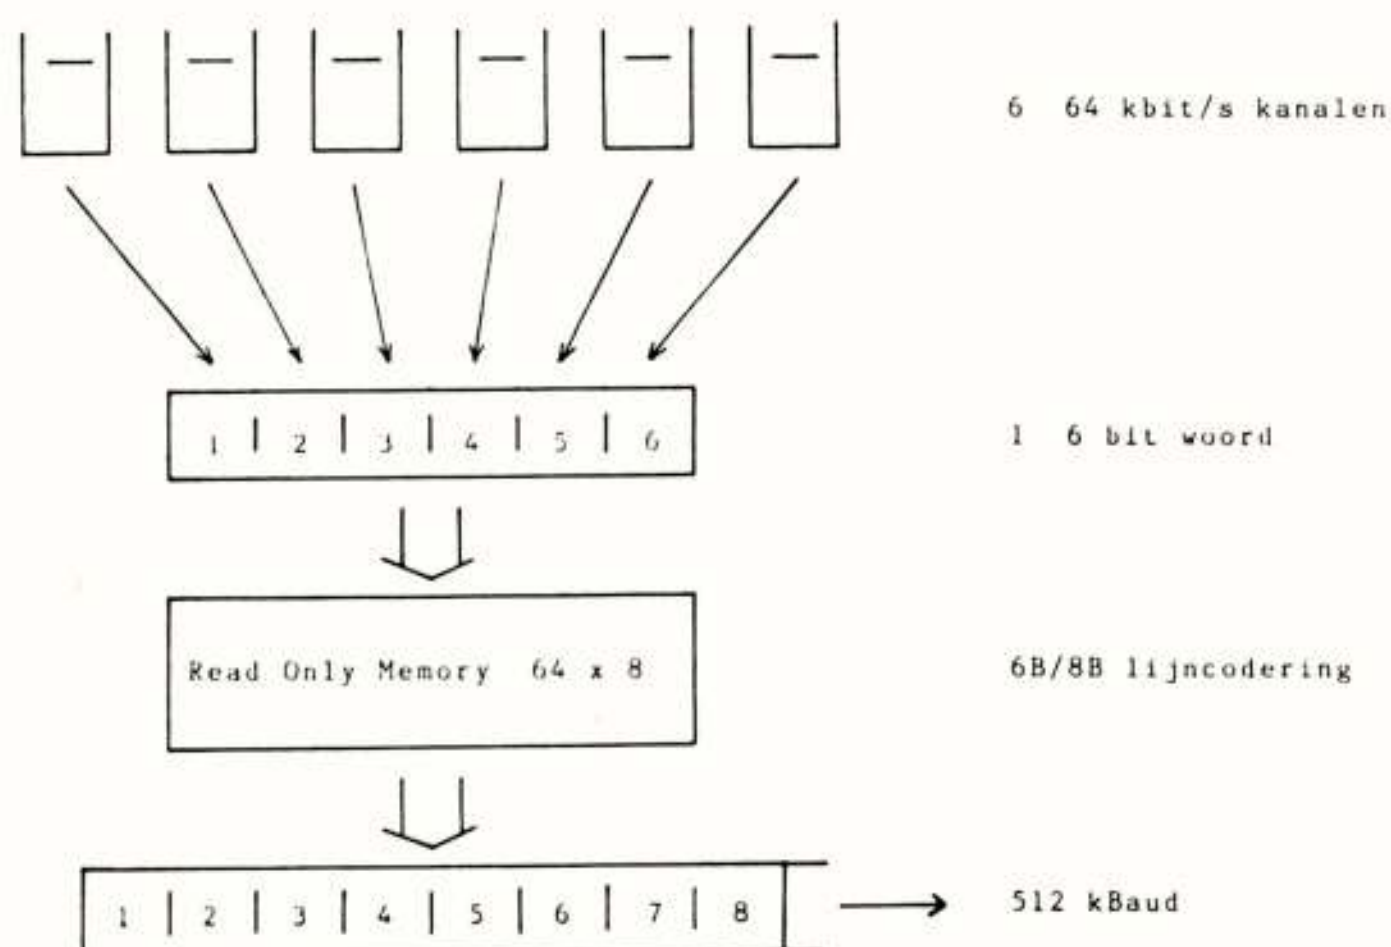 6 64 kbit/s kanalen
1 2 3 4 5 6
1 6 bit woord
Read Only Memory 64 x 8
6B/8B lijncodering
1 2 3 4 5 6 7 8
512 kBaud